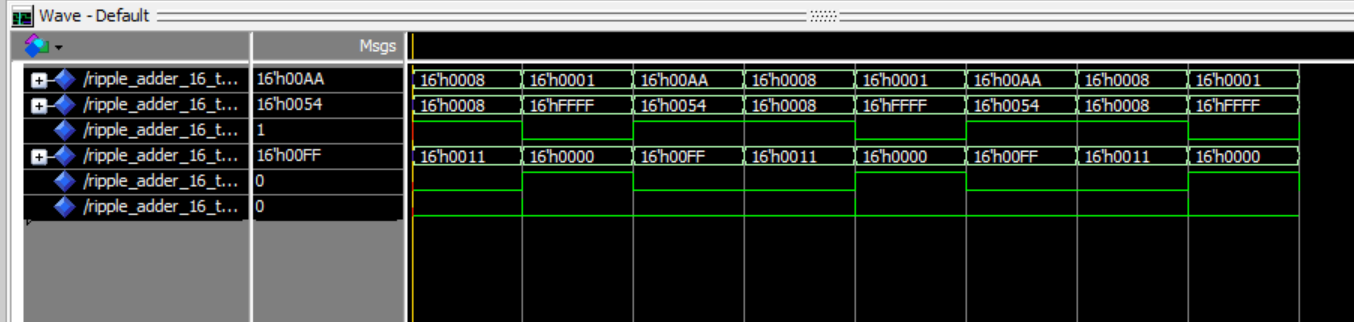 Wave - Default
Msgs
/ripple_adder_16_t... 16'h00AA 16'h0008 16'h0001 16'h00AA 16'h0008 16'h0001 16'h00AA 16'h0008 16'h0001
/ripple_adder_16_t... 16'h0054 16'h0008 16'hFFFF 16'h0054 16'h0008 16'hFFFF 16'h0054 16'h0008 16'hFFFF
/ripple_adder_16_t... 1
/ripple_adder_16_t... 16'h00FF 16'h0011 16'h0000 16'h00FF 16'h0011 16'h0000 16'h00FF 16'h0011 16'h0000
/ripple_adder_16_t... 0
/ripple_adder_16_t... 0